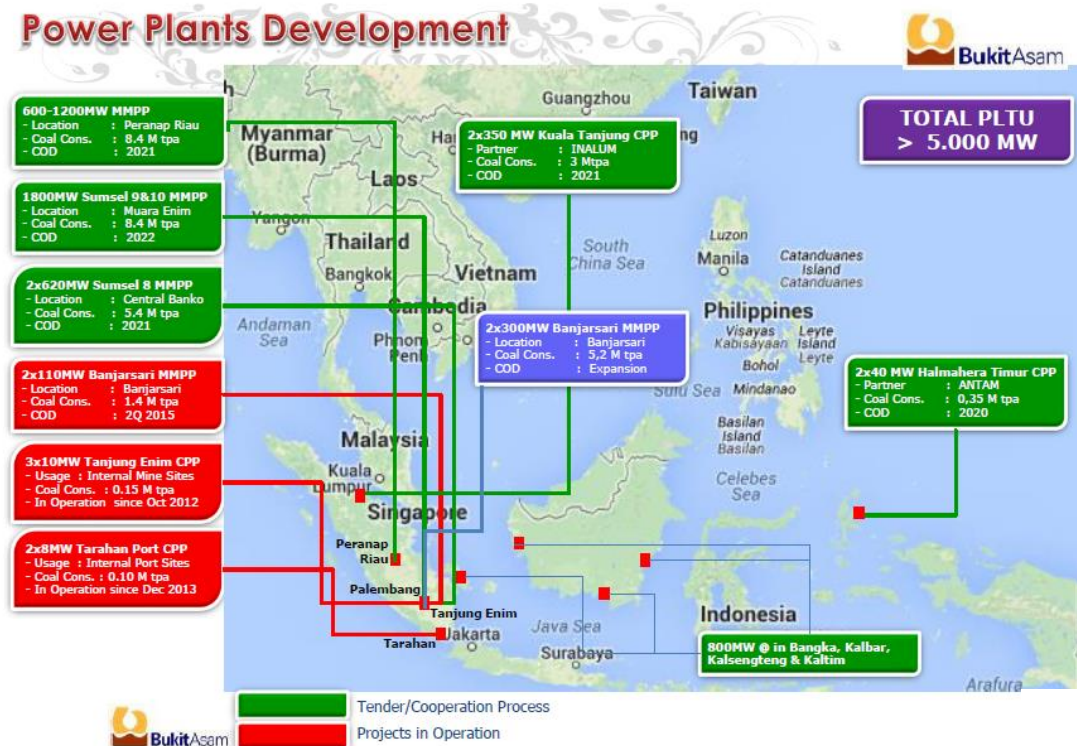 Power Plants Development
BukitAsam
600-1200MW MMPP
- Location : Peranap Riau
- Coal Cons. : 8.4 M tpa
- COD : 2021
1800MW Sumsel 9&10 MMPP
- Location : Muara Enim
- Coal Cons. : 8.4 M tpa
- COD : 2022
2x620MW Sumsel 8 MMPP
- Location : Central Banko
- Coal Cons. : 5.4 M tpa
- COD : 2021
2x110MW Banjarsari MMPP
- Location : Banjarsari
- Coal Cons. : 1.4 M tpa
- COD : 2Q 2015
3x10MW Tanjung Enim CPP
- Usage : Internal Mine Sites
- Coal Cons. : 0.15 M tpa
- In Operation since Oct 2012
2x8MW Tarahan Port CPP
- Usage : Internal Port Sites
- Coal Cons. : 0.10 M tpa
- In Operation since Dec 2013
2x350 MW Kuala Tanjung CPP
- Partner : INALUM
- Coal Cons. : 3 Mtpa
- COD : 2021
2x300MW Banjarsari MMPP
- Location : Banjarsari
- Coal Cons. : 5,2 M tpa
- COD : Expansion
TOTAL PLTU
> 5.000 MW
2x40 MW Halmahera Timur CPP
- Partner : ANTAM
- Coal Cons. : 0,35 M tpa
- COD : 2020
800MW @ in Bangka, Kalbar,
Kalsengteng & Kaltim
Guangzhou
Taiwan
Myanmar
(Burma)
Laos
Yangon
Thailand
Bangkok
Vietnam
Cambodia
Phnom
Penh
Andaman
Sea
South
China Sea
Luzon
Manila
Catanduanes
Island
Catanduanes
Philippines
Visayas
Kabisayaan
Leyte
Island
Leyte
Bohol
Sulu Sea
Mindanao
Basilan
Island
Basilan
Celebes
Sea
Malaysia
Kuala
Lumpur
Singapore
Peranap
Riau
Palembang
Tanjung Enim
Tarahan
Jakarta
Java Sea
Surabaya
Indonesia
Arafura
BukitAsam
Tender/Cooperation Process
Projects in Operation